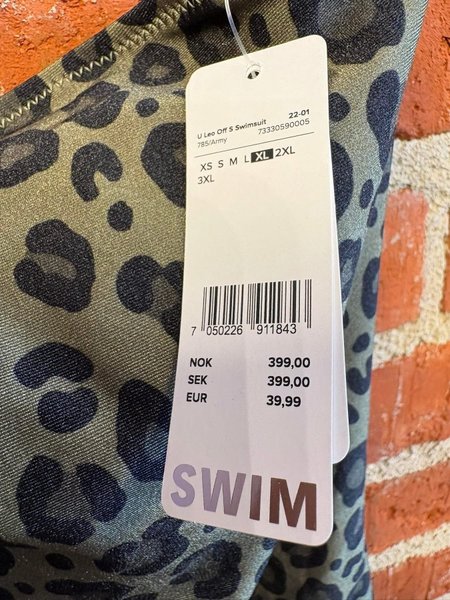 U Leo Off S Swimsuit 22-01
785/Army 73330590005
XS S M L XL 2XL
3XL
7 050226 911843
NOK 399,00
SEK 399,00
EUR 39,99
SWIM